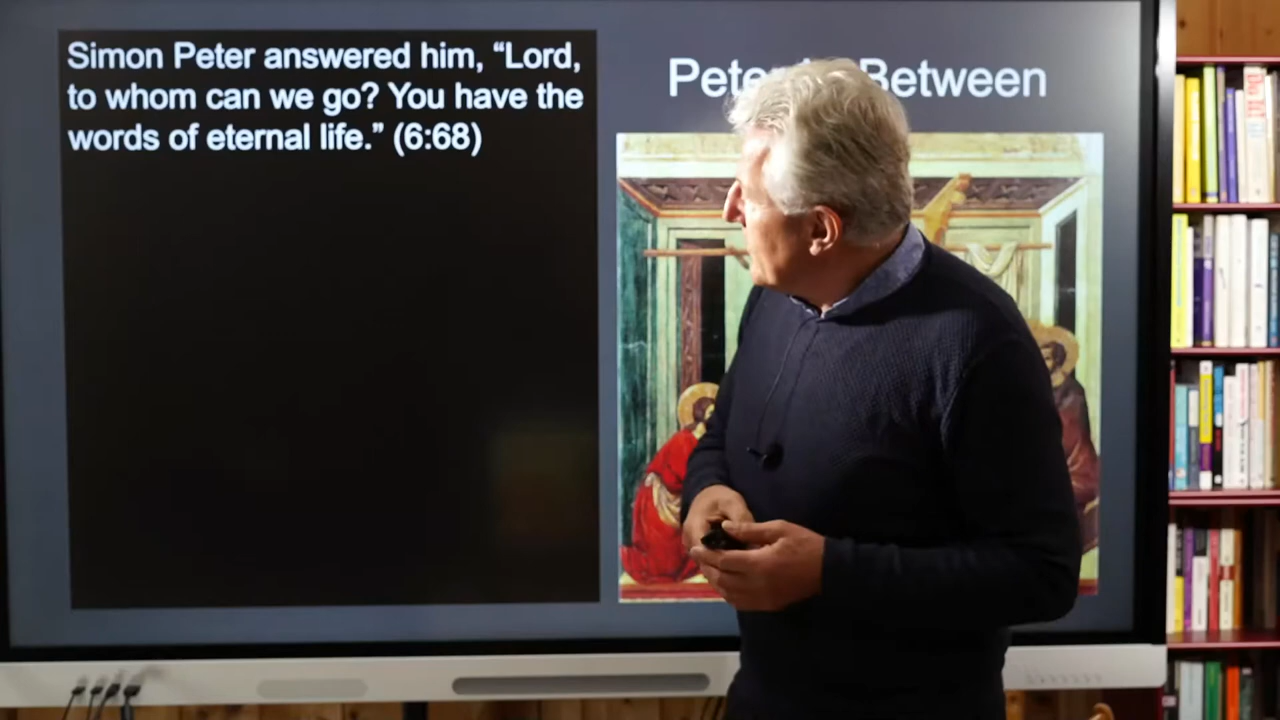 Simon Peter answered him, “Lord,
to whom can we go? You have the
words of eternal life.” (6:68)
Between